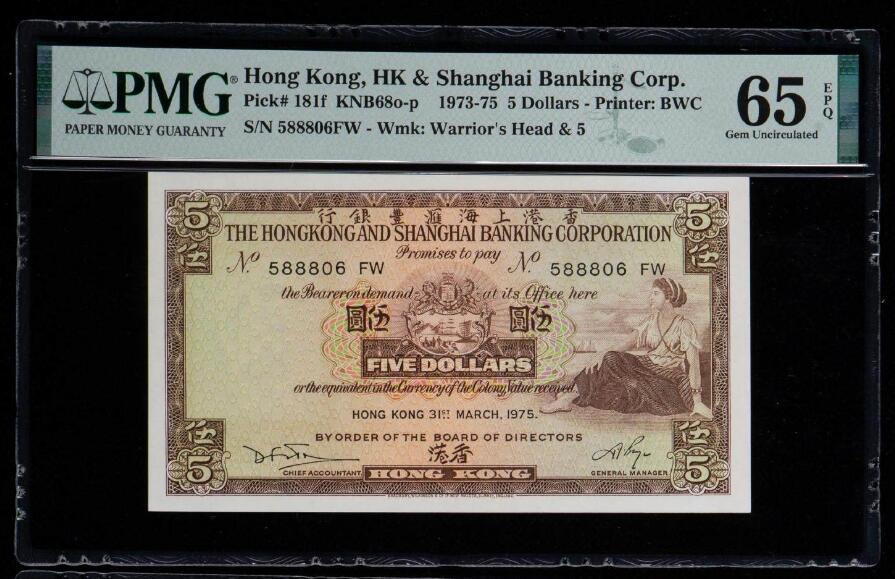 PMG®
PAPER MONEY GUARANTY
Hong Kong, HK & Shanghai Banking Corp.
Pick# 181f KNB68o-p 1973-75 5 Dollars - Printer: BWC
S/N 588806FW - Wmk: Warrior's Head & 5
65
Gem Uncirculated
EPQ
5
伍
行銀豐滙海上港香
THE HONGKONG AND SHANGHAI BANKING CORPORATION
5
伍
Promises to pay
Nº 588806 FW
Nº 588806 FW
the Bearer on demand at its Office here
圓伍
圓伍
FIVE DOLLARS
or the equivalent in the Currency of the Colony Value received.
HONG KONG 31ST MARCH, 1975.
BY ORDER OF THE BOARD OF DIRECTORS
伍
5
港香
伍
5
CHIEF ACCOUNTANT.
HONG KONG
GENERAL MANAGER